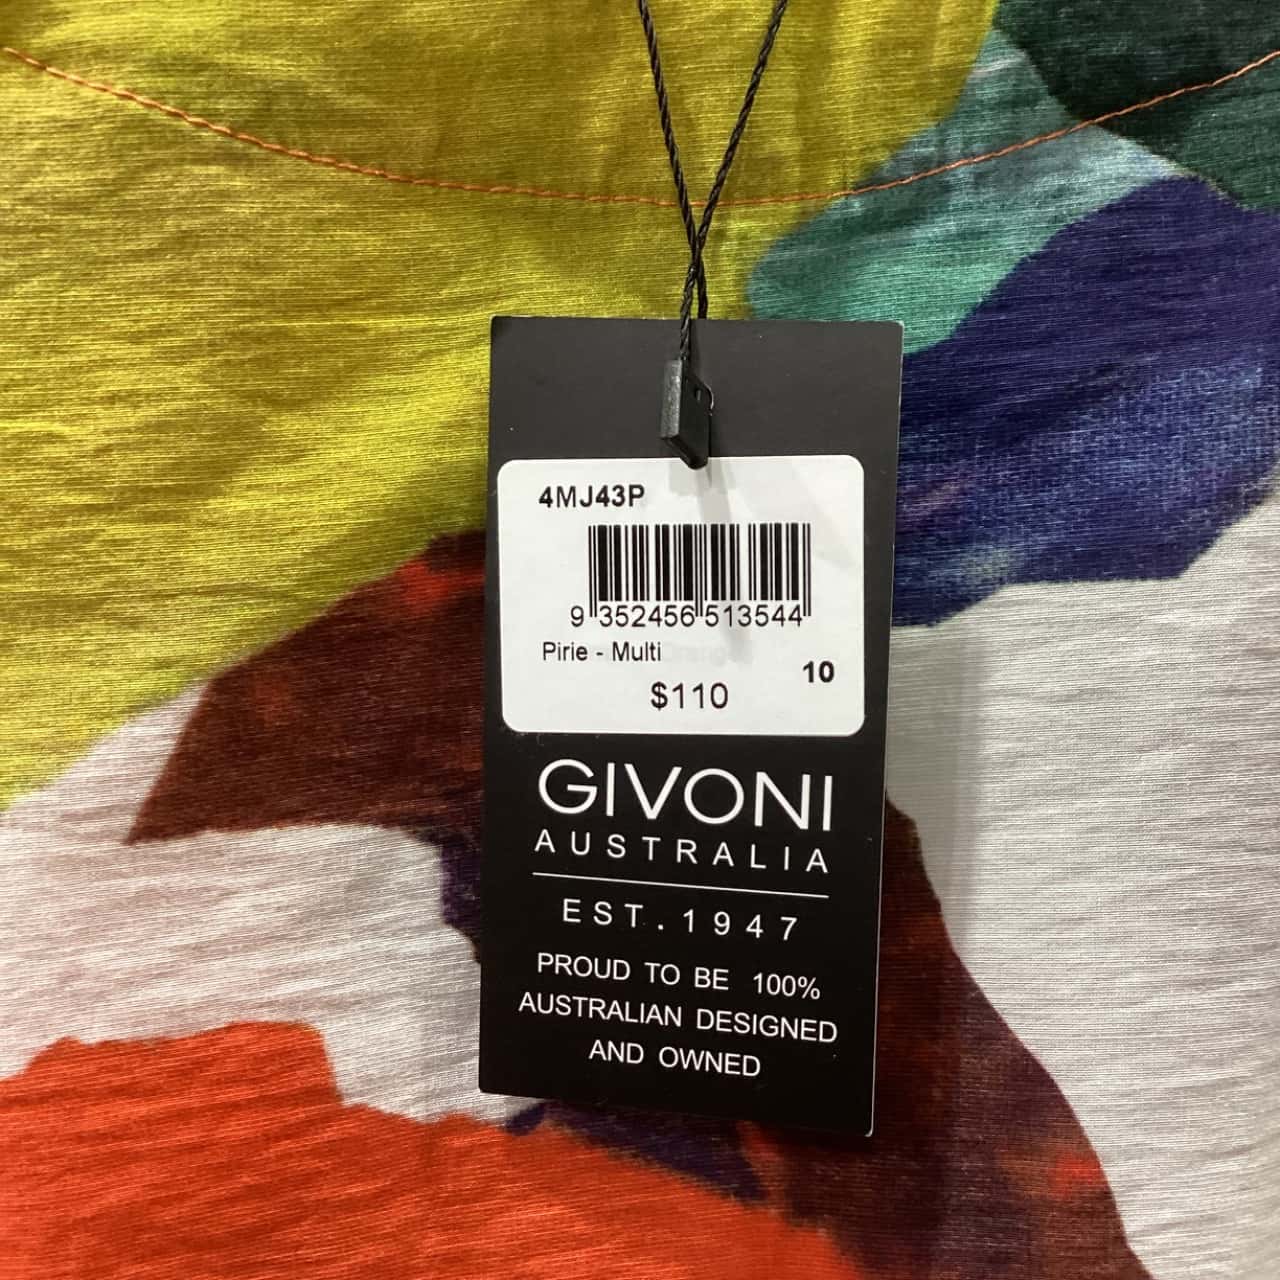 4MJ43P
9 352456 513544
Pirie - Multi
10
$110
GIVONI
AUSTRALIA
EST. 1947
PROUD TO BE 100%
AUSTRALIAN DESIGNED
AND OWNED